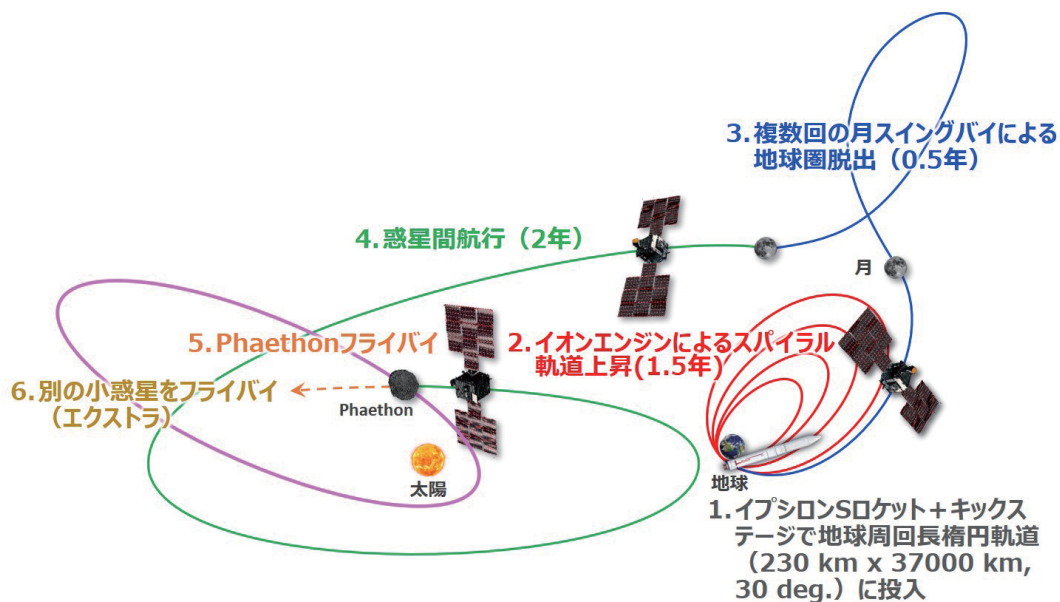 3.複数回の月スイングバイによる
地球圏脱出（0.5年）
4.惑星間航行（2年）
月
5.Phaethonフライバイ
2.イオンエンジンによるスパイラル
軌道上昇(1.5年)
6.別の小惑星をフライバイ
（エクストラ）
Phaethon
太陽
地球
1.イプシロンSロケット＋キックス
テージで地球周回長楕円軌道
（230 km x 37000 km,
30 deg.）に投入